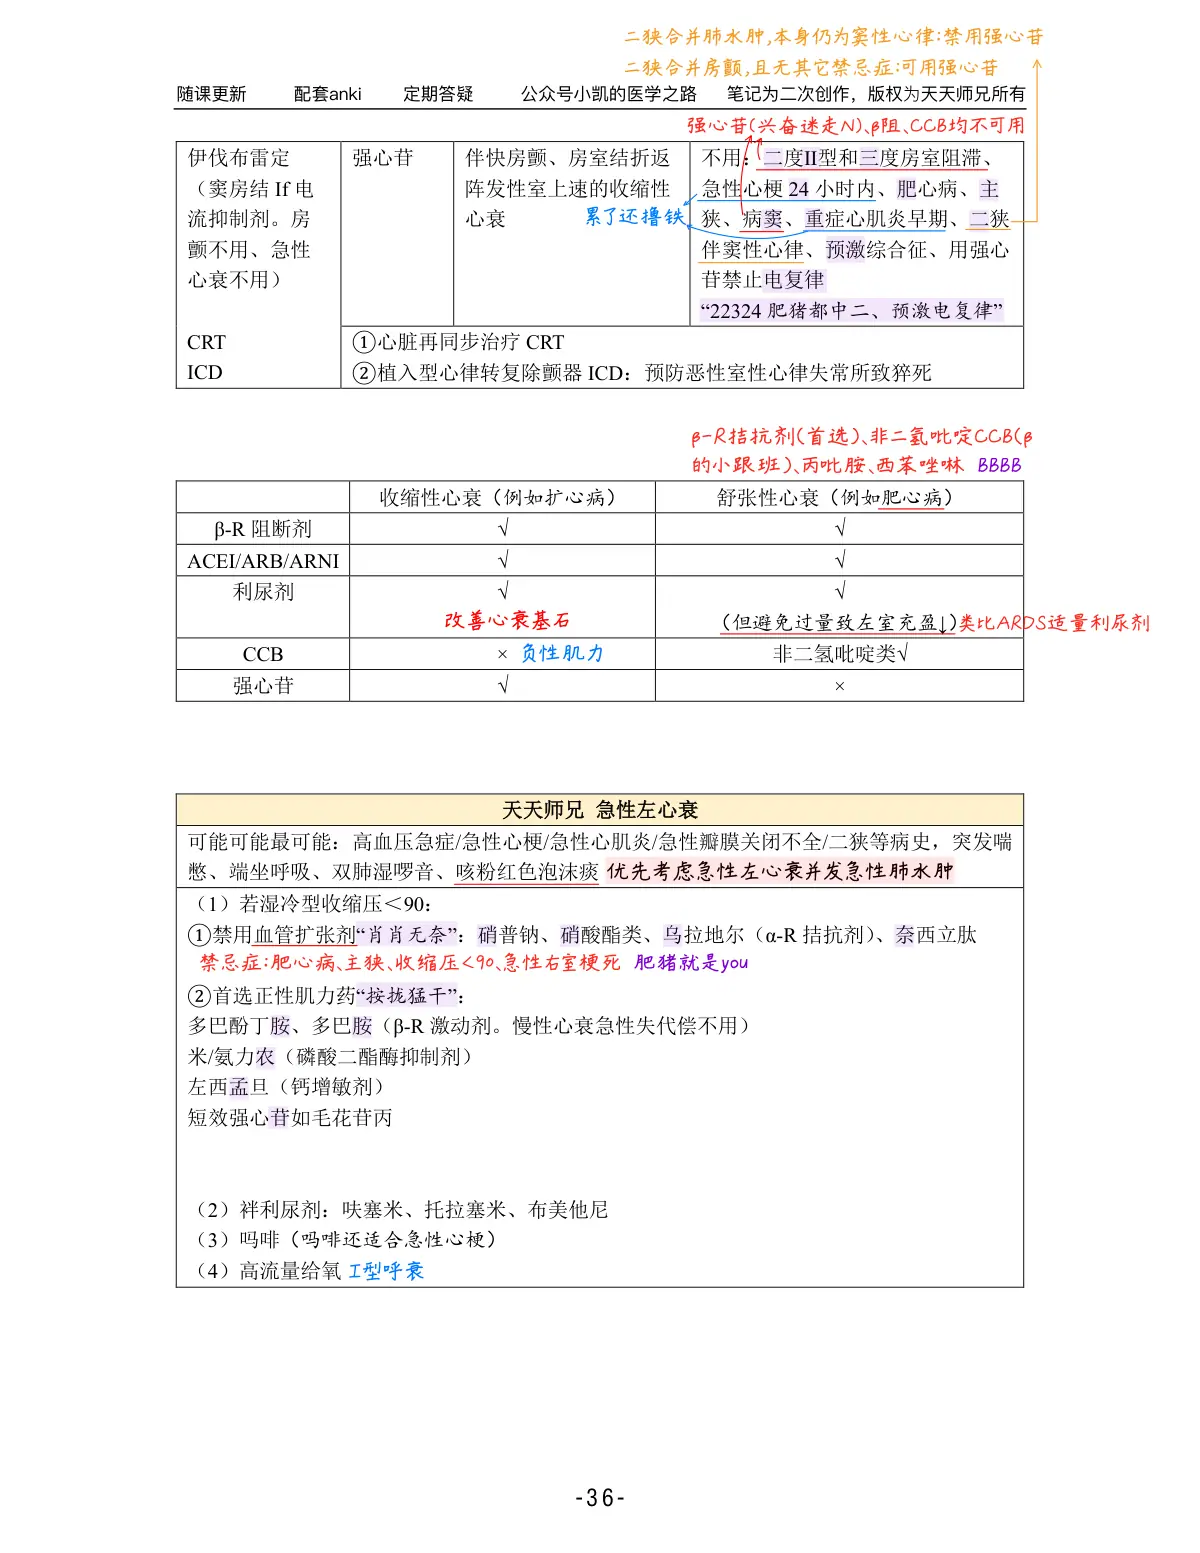 二狭合并肺水肿,本身仍为窦性心律:禁用强心苷
二狭合并房颤,且无其它禁忌症:可用强心苷
随课更新 配套anki 定期答疑 公众号小凯的医学之路 笔记为二次创作，版权为天天师兄所有
强心苷(兴奋迷走N)、β阻、CCB均不可用
伊伐布雷定
（窦房结 If 电
流抑制剂。房
颤不用、急性
心衰不用）
强心苷
伴快房颤、房室结折返
阵发性室上速的收缩性
心衰
累了还撸铁
不用：二度II型和三度房室阻滞、
急性心梗 24 小时内、肥心病、主
狭、病窦、重症心肌炎早期、二狭
伴窦性心律、预激综合征、用强心
苷禁止电复律
“22324 肥猪都中二、预激电复律”
CRT
ICD
①心脏再同步治疗 CRT
②植入型心律转复除颤器 ICD：预防恶性室性心律失常所致猝死
β-R拮抗剂(首选)、非二氢吡啶CCB(β
的小跟班)、丙吡胺、西苯唑啉 BBBB
收缩性心衰（例如扩心病） 舒张性心衰（例如肥心病）
β-R 阻断剂 √ √
ACEI/ARB/ARNI √ √
利尿剂 √ √
改善心衰基石 （但避免过量致左室充盈↓）类比ARDS适量利尿剂
CCB × 负性肌力 非二氢吡啶类√
强心苷 √ ×
天天师兄 急性左心衰
可能可能最可能：高血压急症/急性心梗/急性心肌炎/急性瓣膜关闭不全/二狭等病史，突发喘
憋、端坐呼吸、双肺湿啰音、咳粉红色泡沫痰 优先考虑急性左心衰并发急性肺水肿
（1）若湿冷型收缩压＜90：
①禁用血管扩张剂“肖肖无奈”：硝普钠、硝酸酯类、乌拉地尔（α-R 拮抗剂）、奈西立肽
禁忌症:肥心病、主狭、收缩压<90、急性右室梗死 肥猪就是you
②首选正性肌力药“按拢猛干”：
多巴酚丁胺、多巴胺（β-R 激动剂。慢性心衰急性失代偿不用）
米/氨力农（磷酸二酯酶抑制剂）
左西孟旦（钙增敏剂）
短效强心苷如毛花苷丙
（2）袢利尿剂：呋塞米、托拉塞米、布美他尼
（3）吗啡（吗啡还适合急性心梗）
（4）高流量给氧 I型呼衰
-36-